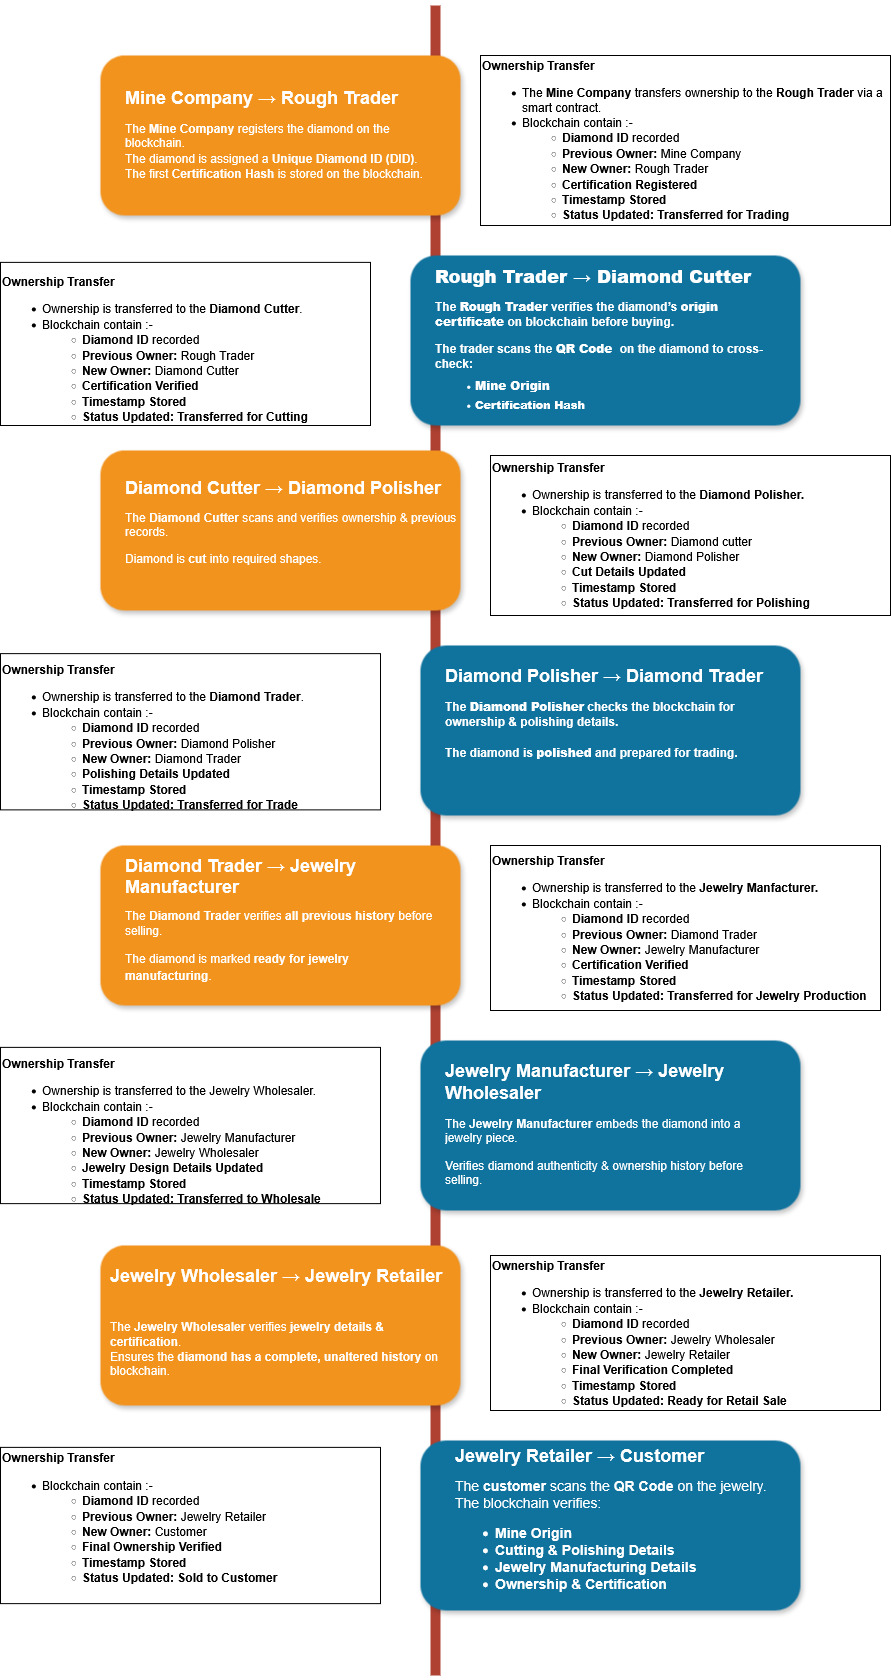 Mine Company → Rough Trader
The Mine Company registers the diamond on the
blockchain.
The diamond is assigned a Unique Diamond ID (DID).
The first Certification Hash is stored on the blockchain.
Ownership Transfer
• The Mine Company transfers ownership to the Rough Trader via a
smart contract.
• Blockchain contain :-
○ Diamond ID recorded
○ Previous Owner: Mine Company
○ New Owner: Rough Trader
○ Certification Registered
○ Timestamp Stored
○ Status Updated: Transferred for Trading
Rough Trader → Diamond Cutter
The Rough Trader verifies the diamond's origin
certificate on blockchain before buying.
The trader scans the QR Code on the diamond to cross-
check:
• Mine Origin
• Certification Hash
Ownership Transfer
• Ownership is transferred to the Diamond Cutter.
• Blockchain contain :-
○ Diamond ID recorded
○ Previous Owner: Rough Trader
○ New Owner: Diamond Cutter
○ Certification Verified
○ Timestamp Stored
○ Status Updated: Transferred for Cutting
Diamond Cutter → Diamond Polisher
The Diamond Cutter scans and verifies ownership & previous
records.
Diamond is cut into required shapes.
Ownership Transfer
• Ownership is transferred to the Diamond Polisher.
• Blockchain contain :-
○ Diamond ID recorded
○ Previous Owner: Diamond cutter
○ New Owner: Diamond Polisher
○ Cut Details Updated
○ Timestamp Stored
○ Status Updated: Transferred for Polishing
Diamond Polisher → Diamond Trader
The Diamond Polisher checks the blockchain for
ownership & polishing details.
The diamond is polished and prepared for trading.
Ownership Transfer
• Ownership is transferred to the Diamond Trader.
• Blockchain contain :-
○ Diamond ID recorded
○ Previous Owner: Diamond Polisher
○ New Owner: Diamond Trader
○ Polishing Details Updated
○ Timestamp Stored
○ Status Updated: Transferred for Trade
Diamond Trader → Jewelry
Manufacturer
The Diamond Trader verifies all previous history before
selling.
The diamond is marked ready for jewelry
manufacturing.
Ownership Transfer
• Ownership is transferred to the Jewelry Manfacturer.
• Blockchain contain :-
○ Diamond ID recorded
○ Previous Owner: Diamond Trader
○ New Owner: Jewelry Manufacturer
○ Certification Verified
○ Timestamp Stored
○ Status Updated: Transferred for Jewelry Production
Jewelry Manufacturer → Jewelry
Wholesaler
The Jewelry Manufacturer embeds the diamond into a
jewelry piece.
Verifies diamond authenticity & ownership history before
selling.
Ownership Transfer
• Ownership is transferred to the Jewelry Wholesaler.
• Blockchain contain :-
○ Diamond ID recorded
○ Previous Owner: Jewelry Manufacturer
○ New Owner: Jewelry Wholesaler
○ Jewelry Design Details Updated
○ Timestamp Stored
○ Status Updated: Transferred to Wholesale
Jewelry Wholesaler → Jewelry Retailer
The Jewelry Wholesaler verifies jewelry details &
certification.
Ensures the diamond has a complete, unaltered history on
blockchain.
Ownership Transfer
• Ownership is transferred to the Jewelry Retailer.
• Blockchain contain :-
○ Diamond ID recorded
○ Previous Owner: Jewelry Wholesaler
○ New Owner: Jewelry Retailer
○ Final Verification Completed
○ Timestamp Stored
○ Status Updated: Ready for Retail Sale
Jewelry Retailer → Customer
The customer scans the QR Code on the jewelry.
The blockchain verifies:
• Mine Origin
• Cutting & Polishing Details
• Jewelry Manufacturing Details
• Ownership & Certification
Ownership Transfer
• Blockchain contain :-
○ Diamond ID recorded
○ Previous Owner: Jewelry Retailer
○ New Owner: Customer
○ Final Ownership Verified
○ Timestamp Stored
○ Status Updated: Sold to Customer